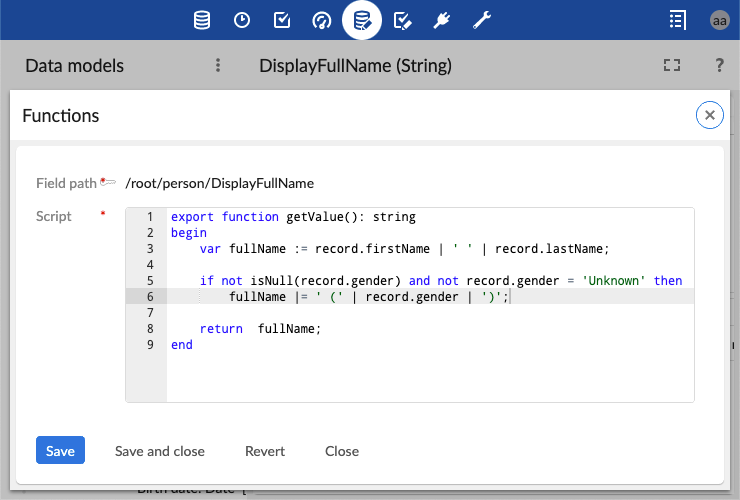 aa
Data models
DisplayFullName (String)
?
Functions
Field path
/root/person/DisplayFullName
Script *
1 export function getValue(): string
2 begin
3 var fullName := record.firstName | ' ' | record.lastName;
4
5 if not isNull(record.gender) and not record.gender = 'Unknown' then
6 fullName |= ' (' | record.gender | ')';
7
8 return  fullName;
9 end
Save
Save and close
Revert
Close
Birth date: Date